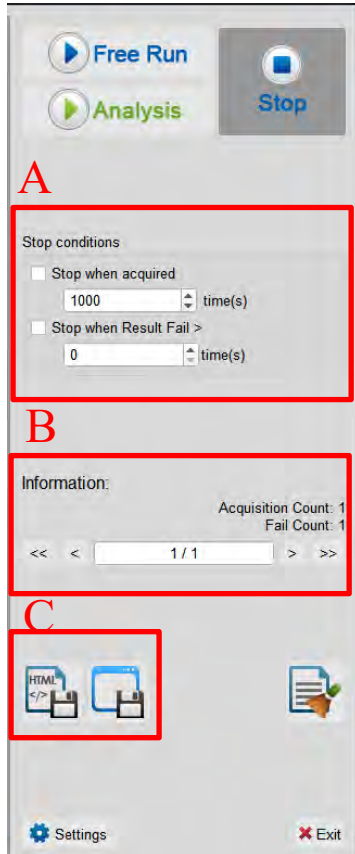 Free Run
Analysis
Stop
A
Stop conditions
Stop when acquired
1000 time(s)
Stop when Result Fail >
0 time(s)
B
Information:
Acquisition Count: 1
Fail Count: 1
<< < 1 / 1 > >>
C
HTML
</>
Settings
Exit